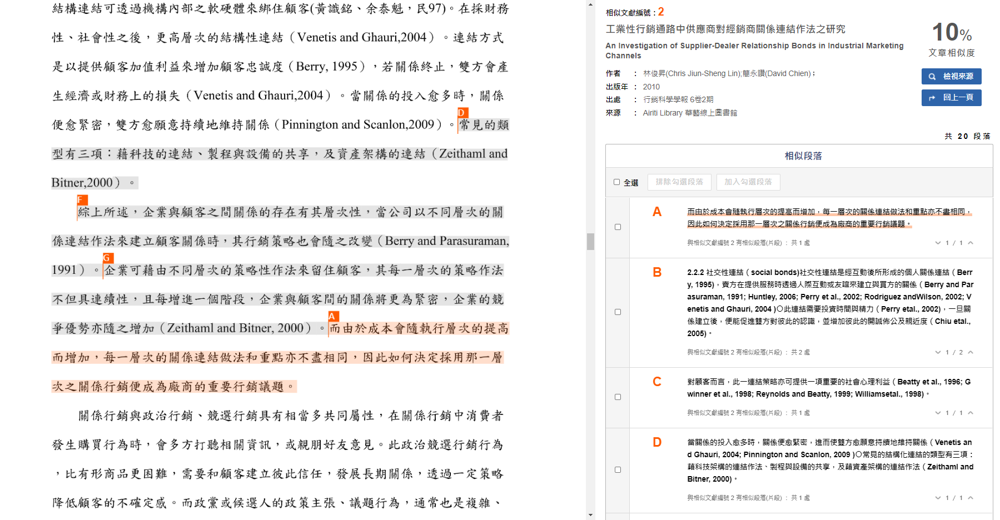 結構連結可透過機構內部之軟硬體來綁住顧客(黃識銘、余泰魁，民97)。在採財務
性、社會性之後，更高層次的結構性連結（Venetis and Ghauri,2004）。連結方式
是以提供顧客加值利益來增加顧客忠誠度（Berry, 1995），若關係終止，雙方會產
生經濟或財務上的損失（Venetis and Ghauri,2004）。當關係的投入愈多時，關係
便愈緊密，雙方愈願意持續地維持關係（Pinnington and Scanlon,2009）。D常見的類
型有三項：藉科技的連結、製程與設備的共享，及資產架構的連結（Zeithaml and
Bitner,2000）。
F
綜上所述，企業與顧客之間關係的存在有其層次性，當公司以不同層次的關
係連結作法來建立顧客關係時，其行銷策略也會隨之改變（Berry and Parasuraman,
G
1991）。企業可藉由不同層次的策略性作法來留住顧客，其每一層次的策略作法
不但具連續性，且每增進一個階段，企業與顧客間的關係將更為緊密，企業的競
A
爭優勢亦隨之增加（Zeithaml and Bitner, 2000）。而由於成本會隨執行層次的提高
而增加，每一層次的關係連結做法和重點亦不盡相同，因此如何決定採用那一層
次之關係行銷便成為廠商的重要行銷議題。
關係行銷與政治行銷、競選行銷具有相當多共同屬性，在關係行銷中消費者
發生購買行為時，會多方打聽相關資訊，或親朋好友意見。此政治競選行銷行為
，比有形商品更困難，需要和顧客建立彼此信任，發展長期關係，透過一定策略
降低顧客的不確定感。而政黨或候選人的政策主張、議題行為，通常也是複雜、
相似文獻編號：2
工業性行銷通路中供應商對經銷商關係連結作法之研究
An Investigation of Supplier-Dealer Relationship Bonds in Industrial Marketing
Channels
作者 ： 林俊昇(Chris Jiun-Sheng Lin);簡永讚(David Chien)；
出版年 ： 2010
出處 ： 行銷科學學報 6卷2期
來源 ： Airiti Library 華藝線上圖書館
10%
文章相似度
檢視來源
回上一頁
共 20 段落
相似段落
全選 排除勾選段落 加入勾選段落
A
而由於成本會隨執行層次的提高而增加，每一層次的關係連結做法和重點亦不盡相同，
因此如何決定採用那一層次之關係行銷便成為廠商的重要行銷議題。
與相似文獻編號 2 有相似段落(片段) ： 共 1 處 1 / 1
B
2.2.2 社交性連結（social bonds)社交性連結是經互動後所形成的個人關係連結（Berr
y, 1995)，賣方在提供服務時透過人際互動或友誼來建立與買方的關係（Berry and Par
asuraman, 1991; Huntley, 2006; Perry et al., 2002; Rodriguez andWilson, 2002; V
enetis and Ghauri, 2004 )〇此連結需要投資時間與精力（Perry etal., 2002)，一旦關
係建立後，便能促進雙方對彼此的認識，並增加彼此的開誠佈公及親近度（Chiu etal.,
2005)。
與相似文獻編號 2 有相似段落(片段) ： 共 2 處 1 / 2
C
對顧客而言，此一連結策略亦可提供一項重要的社會心理利益（Beatty et al., 1996; G
winner et al., 1998; Reynolds and Beatty, 1999; Williamsetal., 1998)。
與相似文獻編號 2 有相似段落(片段) ： 共 1 處 1 / 1
D
當關係的投入愈多時，關係便愈緊密，進而使雙方愈願意持續地維持關係（Venetis an
d Ghauri, 2004; Pinnington and Scanlon, 2009 )〇常見的結構化連結的類型有三項：
藉科技架構的連結作法、製程與設備的共享，及藉資產架構的連結作法（Zeithaml and
Bitner, 2000)。
與相似文獻編號 2 有相似段落(片段) ： 共 1 處 1 / 1